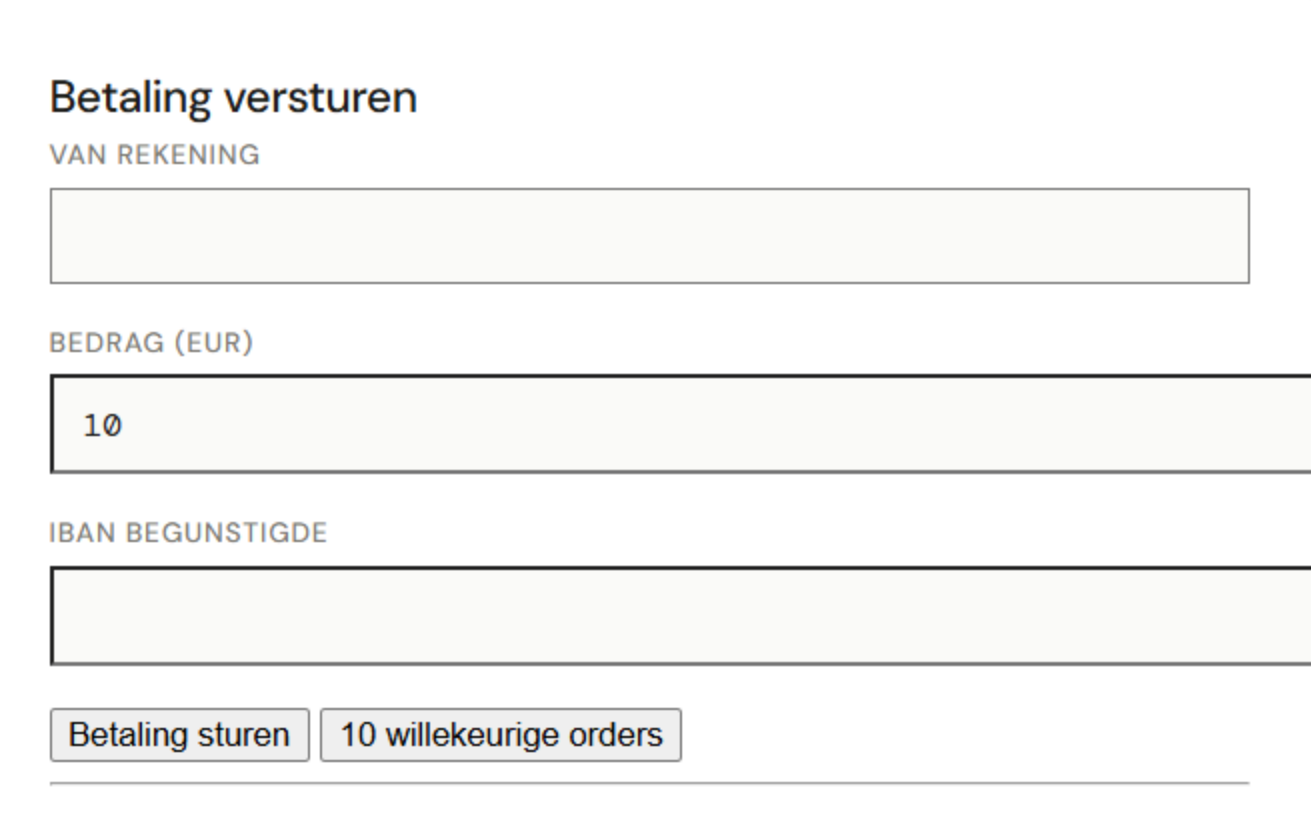 Betaling versturen
VAN REKENING
BEDRAG (EUR)
10
IBAN BEGUNSTIGDE
Betaling sturen 10 willekeurige orders